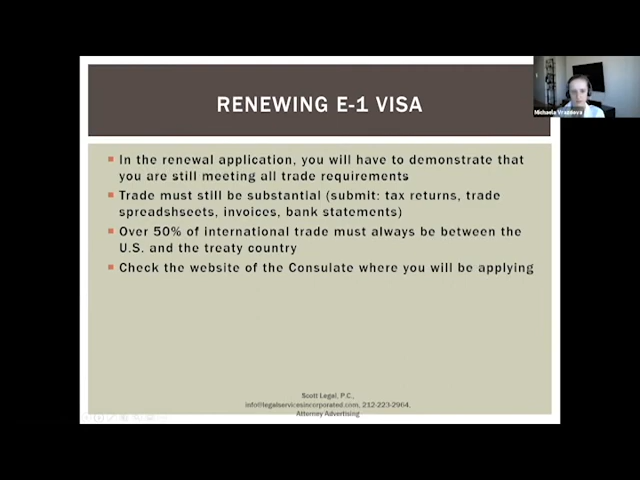 RENEWING E-1 VISA
Michaela Vrazdova
In the renewal application, you will have to demonstrate that
you are still meeting all trade requirements
Trade must still be substantial (submit: tax returns, trade
spreadshseets, invoices, bank statements)
Over 50% of international trade must always be between the
U.S. and the treaty country
Check the website of the Consulate where you will be applying
Scott Legal, P.C.,
info@legalservicesincorporated.com, 212-223-2964,
Attorney Advertising